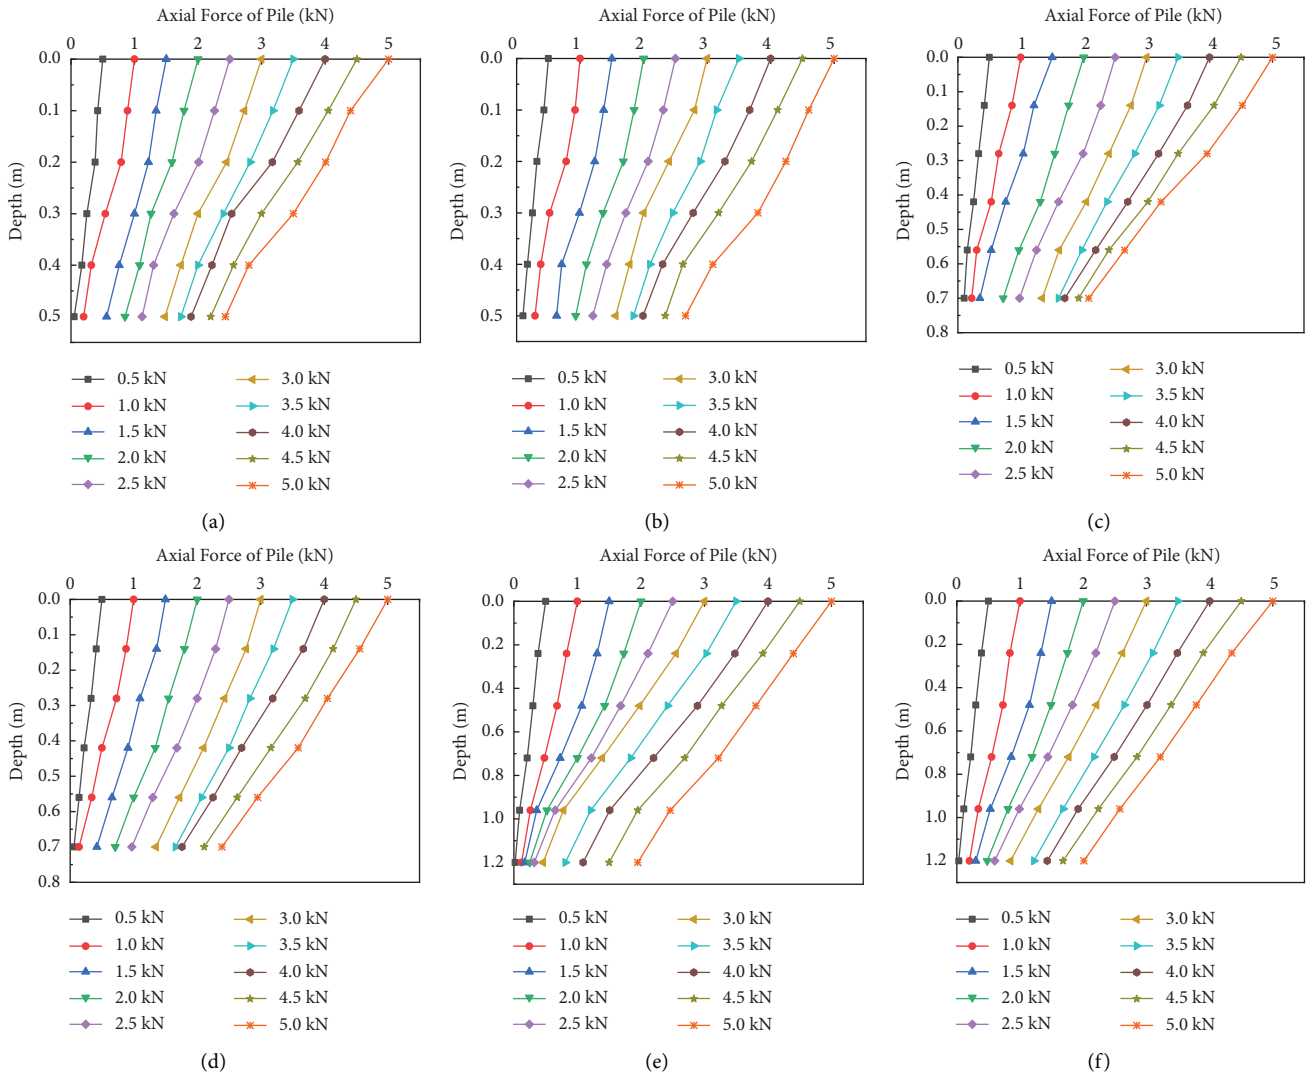 Axial Force of Pile (kN)
0 1 2 3 4 5
Depth (m)
0.0
0.1
0.2
0.3
0.4
0.5
0.5 kN 3.0 kN
1.0 kN 3.5 kN
1.5 kN 4.0 kN
2.0 kN 4.5 kN
2.5 kN 5.0 kN
(a)
Axial Force of Pile (kN)
0 1 2 3 4 5
Depth (m)
0.0
0.1
0.2
0.3
0.4
0.5
0.5 kN 3.0 kN
1.0 kN 3.5 kN
1.5 kN 4.0 kN
2.0 kN 4.5 kN
2.5 kN 5.0 kN
(b)
Axial Force of Pile (kN)
0 1 2 3 4 5
Depth (m)
0.0
0.1
0.2
0.3
0.4
0.5
0.6
0.7
0.8
0.5 kN 3.0 kN
1.0 kN 3.5 kN
1.5 kN 4.0 kN
2.0 kN 4.5 kN
2.5 kN 5.0 kN
(c)
Axial Force of Pile (kN)
0 1 2 3 4 5
Depth (m)
0.0
0.1
0.2
0.3
0.4
0.5
0.6
0.7
0.8
0.5 kN 3.0 kN
1.0 kN 3.5 kN
1.5 kN 4.0 kN
2.0 kN 4.5 kN
2.5 kN 5.0 kN
(d)
Axial Force of Pile (kN)
0 1 2 3 4 5
Depth (m)
0.0
0.2
0.4
0.6
0.8
1.0
1.2
0.5 kN 3.0 kN
1.0 kN 3.5 kN
1.5 kN 4.0 kN
2.0 kN 4.5 kN
2.5 kN 5.0 kN
(e)
Axial Force of Pile (kN)
0 1 2 3 4 5
Depth (m)
0.0
0.2
0.4
0.6
0.8
1.0
1.2
0.5 kN 3.0 kN
1.0 kN 3.5 kN
1.5 kN 4.0 kN
2.0 kN 4.5 kN
2.5 kN 5.0 kN
(f)